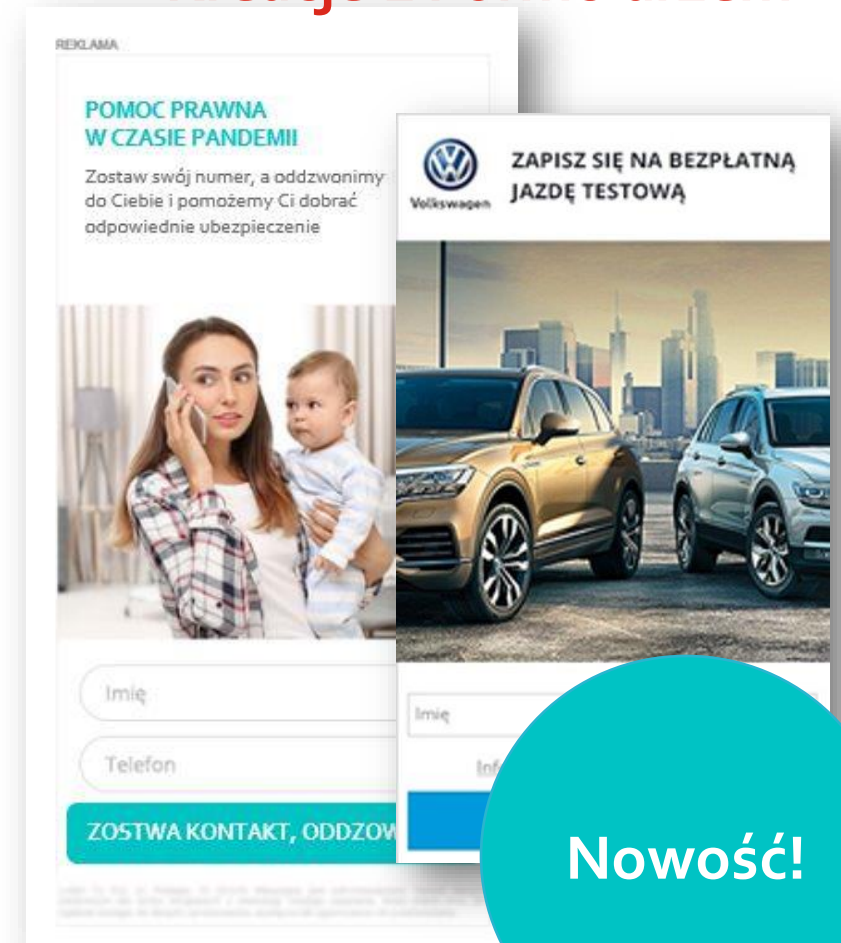 REKLAMA
POMOC PRAWNA
W CZASIE PANDEMII
Zostaw swój numer, a oddzwonimy
do Ciebie i pomożemy Ci dobrać
odpowiednie ubezpieczenie
Imię
Telefon
ZOSTWA KONTAKT, ODDZOW
Volkswagen
ZAPISZ SIĘ NA BEZPŁATNĄ
JAZDĘ TESTOWĄ
Imię
Inf
Nowość!